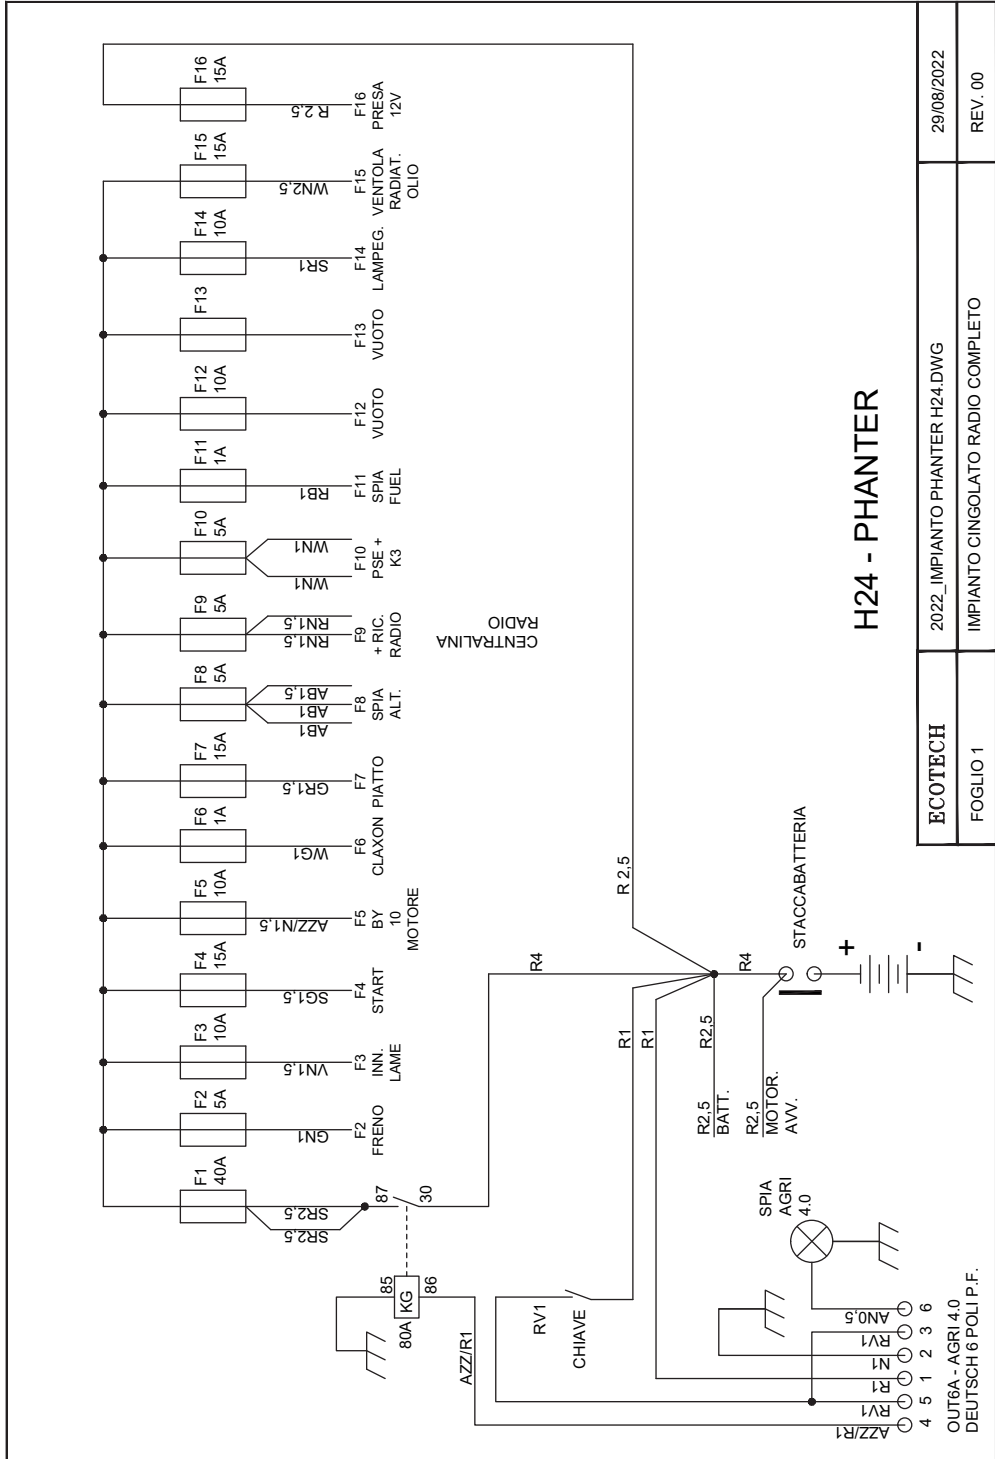 F1
40A
F2
5A
F3
10A
F4
15A
F5
10A
F6
1A
F7
15A
F8
5A
F9
5A
F10
5A
F11
1A
F12
10A
F13
F14
10A
F15
15A
F16
15A
SR2,5
SR2,5
GN1
VN1,5
SG1,5
AZZ/N1,5
WG1
GR1,5
AB1
AB1
AB1,5
RN1,5
RN1,5
WN1
WN1
RB1
SR1
WN2,5
R 2,5
F2
FRENO
F3
INN.
LAME
F4
START
F5
BY
10
MOTORE
F6
CLAXON
F7
PIATTO
F8
SPIA
ALT.
F9
+ RIC.
RADIO
F10
PSE +
K3
F11
SPIA
FUEL
F12
VUOTO
F13
VUOTO
F14
LAMPEG.
F15
VENTOLA
RADIAT.
OLIO
F16
PRESA
12V
CENTRALINA
RADIO
87
30
85
86
KG
80A
AZZ/R1
RV1
CHIAVE
R4
R 2,5
R1
R1
R2,5
R2,5
BATT.
R4
R2,5
MOTOR.
AVV.
STACCABATTERIA
+
-
SPIA
AGRI
4.0
AZZ/R1
RV1
R1
N1
RV1
AN0,5
4
5
1
2
3
6
OUT6A - AGRI 4.0
DEUTSCH 6 POLI P.F.
H24 - PHANTER
ECOTECH
2022_IMPIANTO PHANTER H24.DWG
29/08/2022
FOGLIO 1
IMPIANTO CINGOLATO RADIO COMPLETO
REV. 00